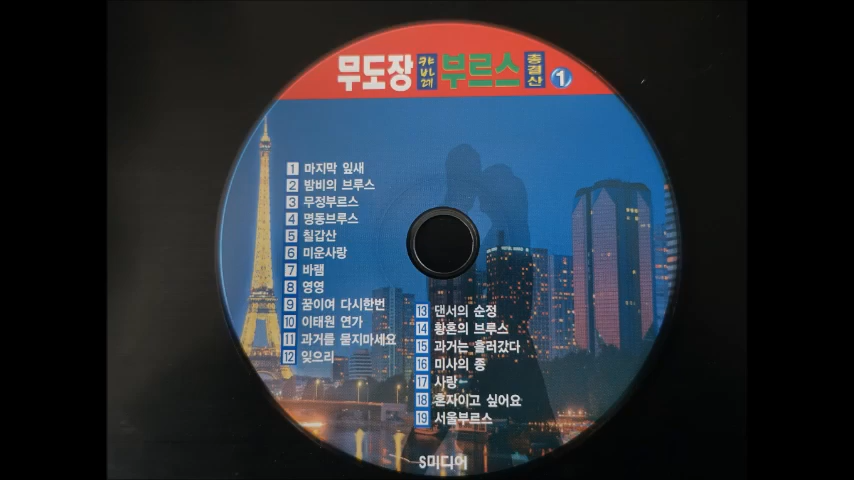 무도장 캬바레 부르스 총결산 1
1 마지막 잎새
2 밤비의 브루스
3 무정부르스
4 명동브루스
5 칠갑산
6 미운사랑
7 바램
8 영영
9 꿈이여 다시한번
10 이태원 연가
11 과거를 묻지마세요
12 잊으리
13 댄서의 순정
14 황혼의 브루스
15 과거는 흘러갔다
16 미사의 종
17 사랑
18 혼자이고 싶어요
19 서울부르스
S미디어